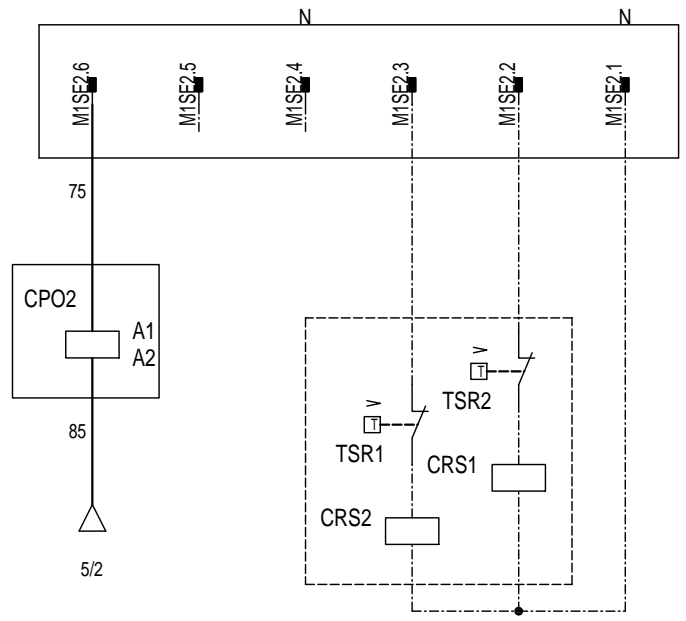 N
N
M1SE2.6
M1SE2.5
M1SE2.4
M1SE2.3
M1SE2.2
M1SE2.1
75
CPO2
A1
A2
85
5/2
V
T
TSR2
V
T
TSR1
CRS1
CRS2